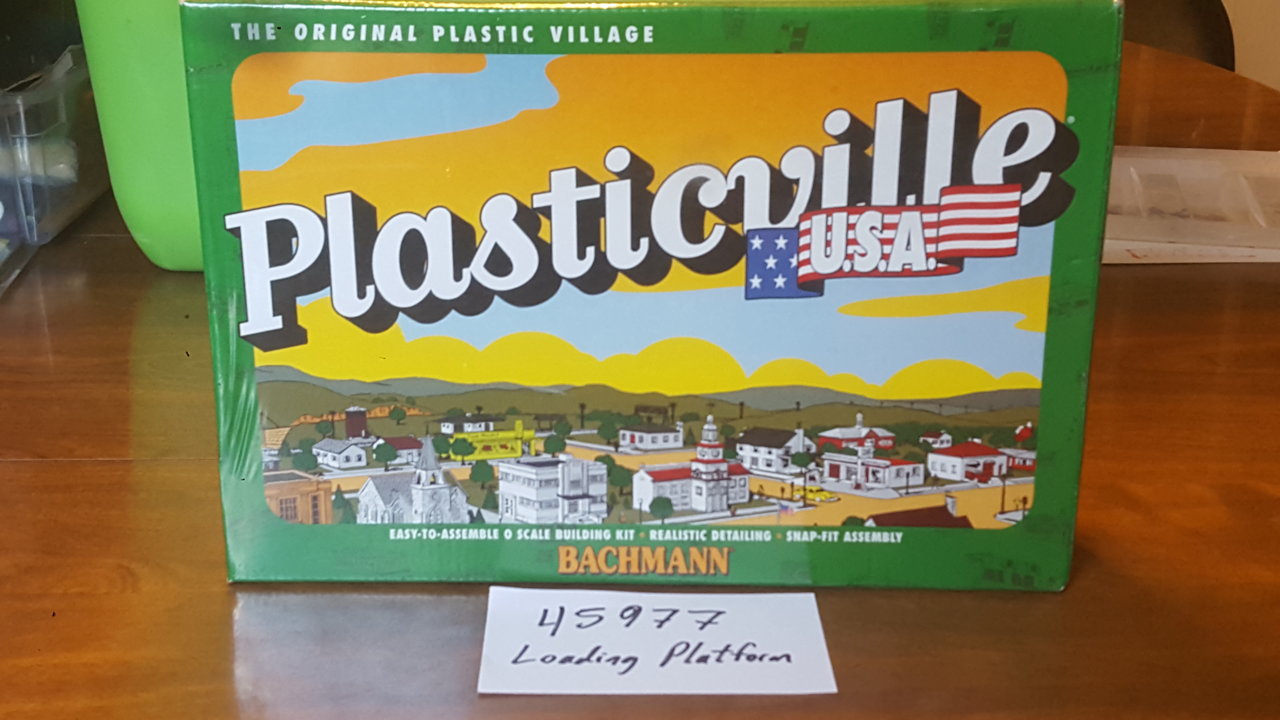 THE ORIGINAL PLASTIC VILLAGE
Plasticville
U.S.A.
EASY-TO-ASSEMBLE O SCALE BUILDING KIT • REALISTIC DETAILING • SNAP-FIT ASSEMBLY
BACHMANN
45977
Loading Platform